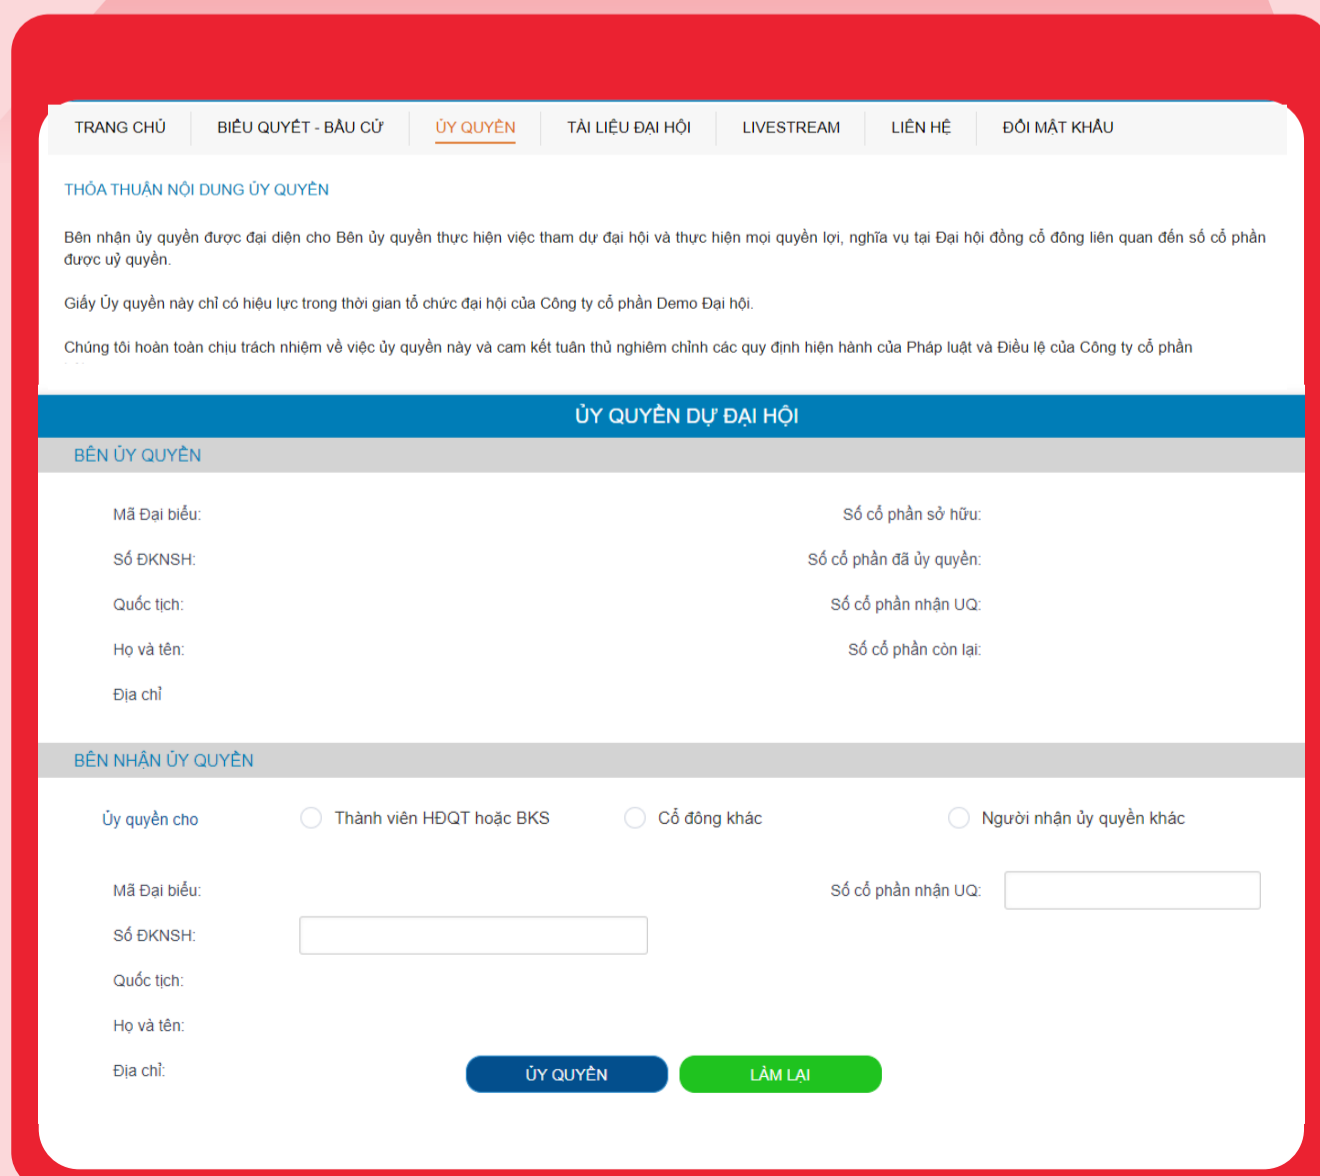 TRANG CHỦ BIỂU QUYẾT - BẦU CỬ ỦY QUYỀN TÀI LIỆU ĐẠI HỘI LIVESTREAM LIÊN HỆ ĐỔI MẬT KHẨU
THỎA THUẬN NỘI DUNG ỦY QUYỀN
Bên nhận ủy quyền được đại diện cho Bên ủy quyền thực hiện việc tham dự đại hội và thực hiện mọi quyền lợi, nghĩa vụ tại Đại hội đồng cổ đông liên quan đến số cổ phần
được uỷ quyền.
Giấy Ủy quyền này chỉ có hiệu lực trong thời gian tổ chức đại hội của Công ty cổ phần Demo Đại hội.
Chúng tôi hoàn toàn chịu trách nhiệm về việc ủy quyền này và cam kết tuân thủ nghiêm chỉnh các quy định hiện hành của Pháp luật và Điều lệ của Công ty cổ phần
ỦY QUYỀN DỰ ĐẠI HỘI
BÊN ỦY QUYỀN
Mã Đại biểu: Số cổ phần sở hữu:
Số ĐKNSH: Số cổ phần đã ủy quyền:
Quốc tịch: Số cổ phần nhận UQ:
Họ và tên: Số cổ phần còn lại:
Địa chỉ
BÊN NHẬN ỦY QUYỀN
Ủy quyền cho Thành viên HĐQT hoặc BKS Cổ đông khác Người nhận ủy quyền khác
Mã Đại biểu: Số cổ phần nhận UQ:
Số ĐKNSH:
Quốc tịch:
Họ và tên:
Địa chỉ: ỦY QUYỀN LÀM LẠI